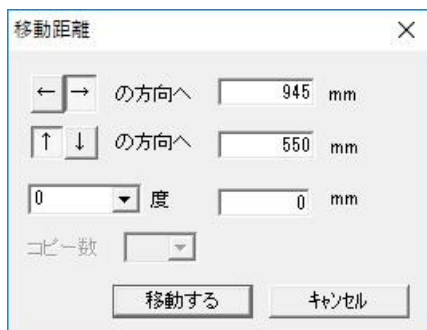 移動距離
← → の方向へ 945 mm
↑ ↓ の方向へ 550 mm
0 度 0 mm
コピー数
移動する キャンセル